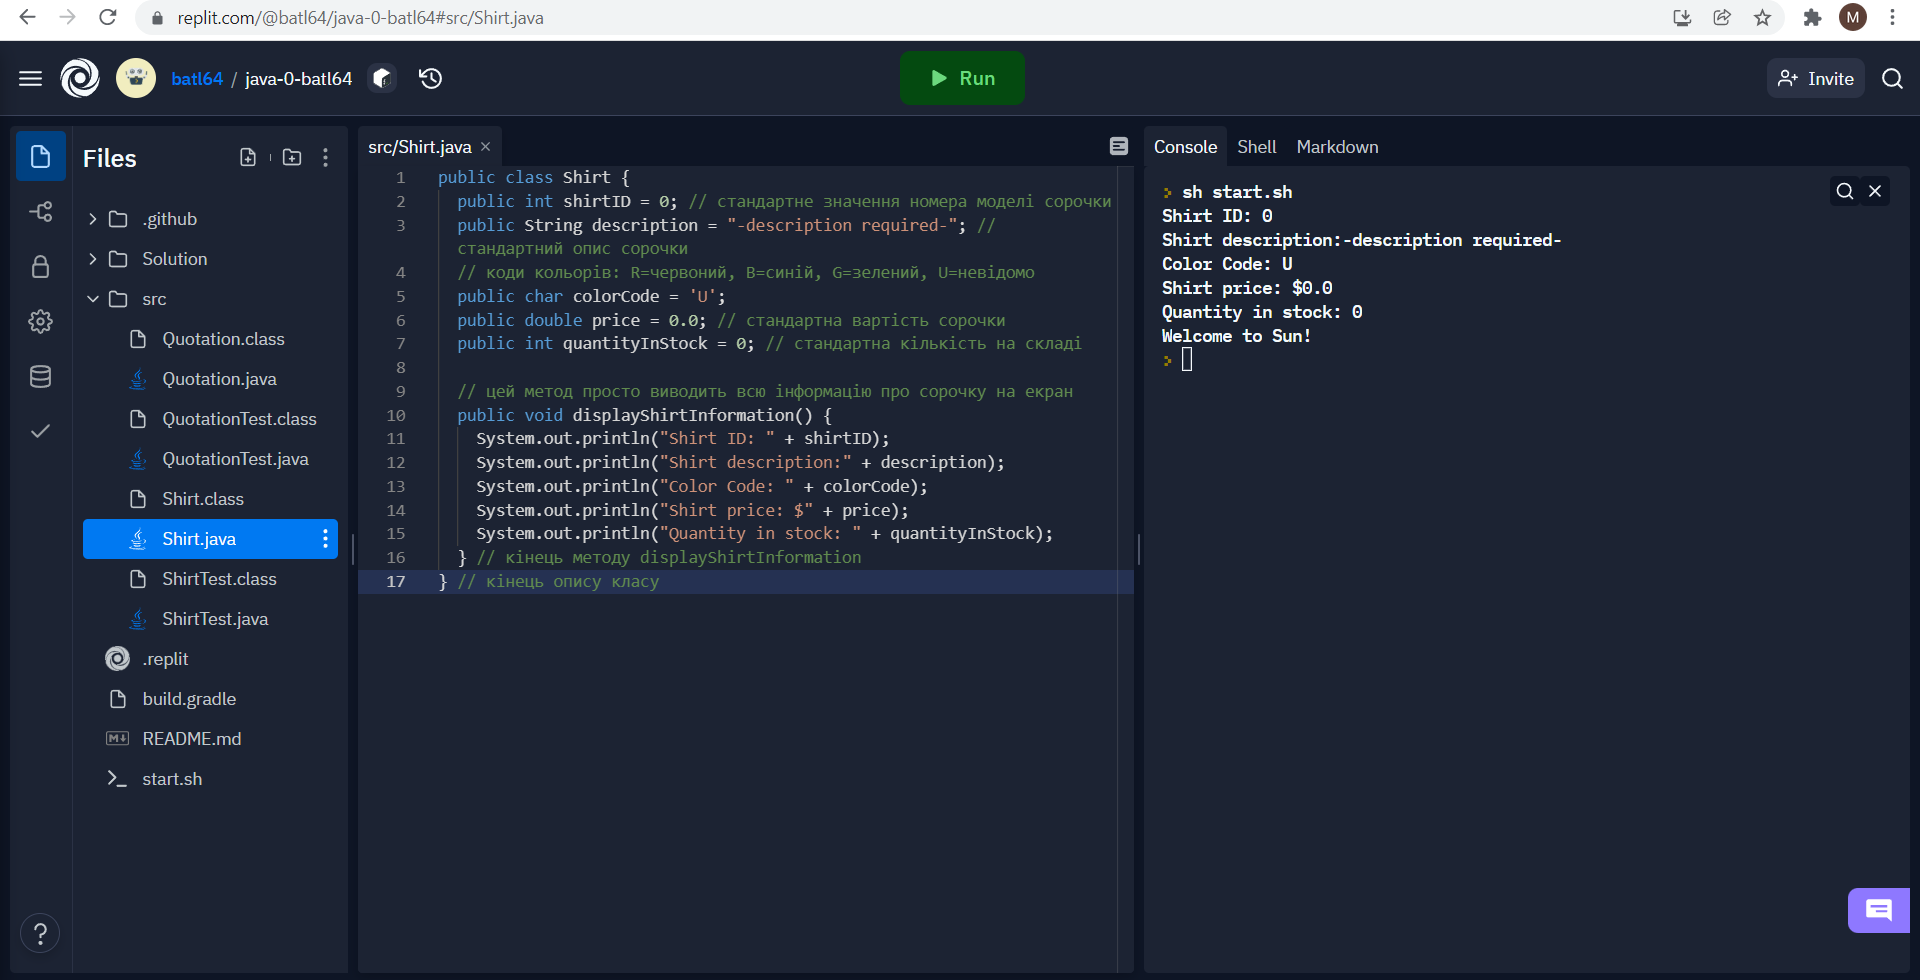 replit.com/@batl64/java-0-batl64#src/Shirt.java
M
batl64 / java-0-batl64
Run
Invite
Files
.github
Solution
src
Quotation.class
Quotation.java
QuotationTest.class
QuotationTest.java
Shirt.class
Shirt.java
ShirtTest.class
ShirtTest.java
.replit
build.gradle
M↓ README.md
start.sh
?
src/Shirt.java
1 public class Shirt {
2 public int shirtID = 0; // стандартне значення номера моделі сорочки
3 public String description = "-description required-"; //
стандартний опис сорочки
4 // коди кольорів: R=червоний, B=синій, G=зелений, U=невідомо
5 public char colorCode = 'U';
6 public double price = 0.0; // стандартна вартість сорочки
7 public int quantityInStock = 0; // стандартна кількість на складі
8
9 // цей метод просто виводить всю інформацію про сорочку на екран
10 public void displayShirtInformation() {
11 System.out.println("Shirt ID: " + shirtID);
12 System.out.println("Shirt description:" + description);
13 System.out.println("Color Code: " + colorCode);
14 System.out.println("Shirt price: $" + price);
15 System.out.println("Quantity in stock: " + quantityInStock);
16 } // кінець методу displayShirtInformation
17 } // кінець опису класу
Console Shell Markdown
sh start.sh
Shirt ID: 0
Shirt description:-description required-
Color Code: U
Shirt price: $0.0
Quantity in stock: 0
Welcome to Sun!